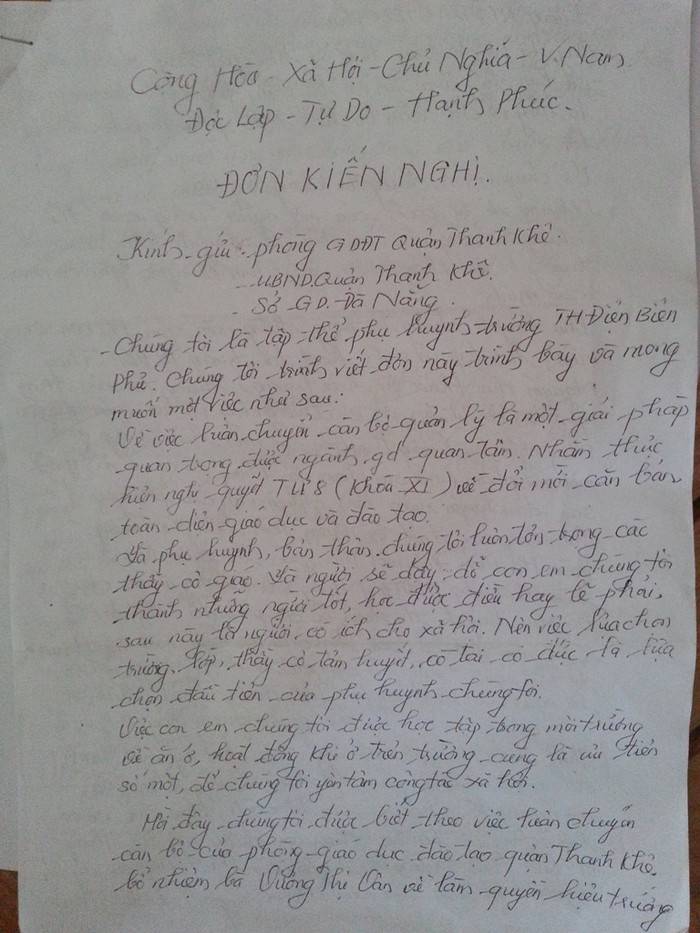 Cộng Hòa - Xã Hội - Chủ Nghĩa - V.Nam
Độc Lập - Tự Do - Hạnh Phúc.
ĐƠN KIẾN NGHỊ.
Kính gửi: phòng GDĐT Quận Thanh Khê.
- UBND.Quận Thanh Khê.
- Sở GD. Đà Nẵng.
- Chúng tôi là tập thể phụ huynh trường TH Điện Biên
Phủ. Chúng tôi trình viết đơn này trình bày và mong
muốn một việc như sau:
Về việc luân chuyển cán bộ quản lý là một giải pháp
quan trọng được ngành gd quan tâm. Nhằm thực
hiện nghị quyết TW8 (Khóa XI) về đổi mới căn bản
toàn diện giáo dục và đào tạo.
Là phụ huynh, bản thân chúng tôi luôn tôn trọng các
thầy cô giáo. Là người sẽ dạy dỗ con em chúng tôi
thành những người tốt, học được điều hay lẽ phải,
sau này là người có ích cho xã hội. Nên việc lựa chọn
trường lớp, thầy cô tâm huyết, có tài có đức là lựa
chọn đầu tiên của phụ huynh chúng tôi.
Việc con em chúng tôi được học tập trong môi trường
về ăn ở, hoạt động khi ở trên trường cũng là ưu tiên
số một, để chúng tôi yên tâm công tác xã hội.
Mới đây chúng tôi được biết theo việc luân chuyển
cán bộ của phòng giáo dục đào tạo quận Thanh Khê.
bổ nhiệm bà Vương Thị Vân về làm quyền hiệu trưởng